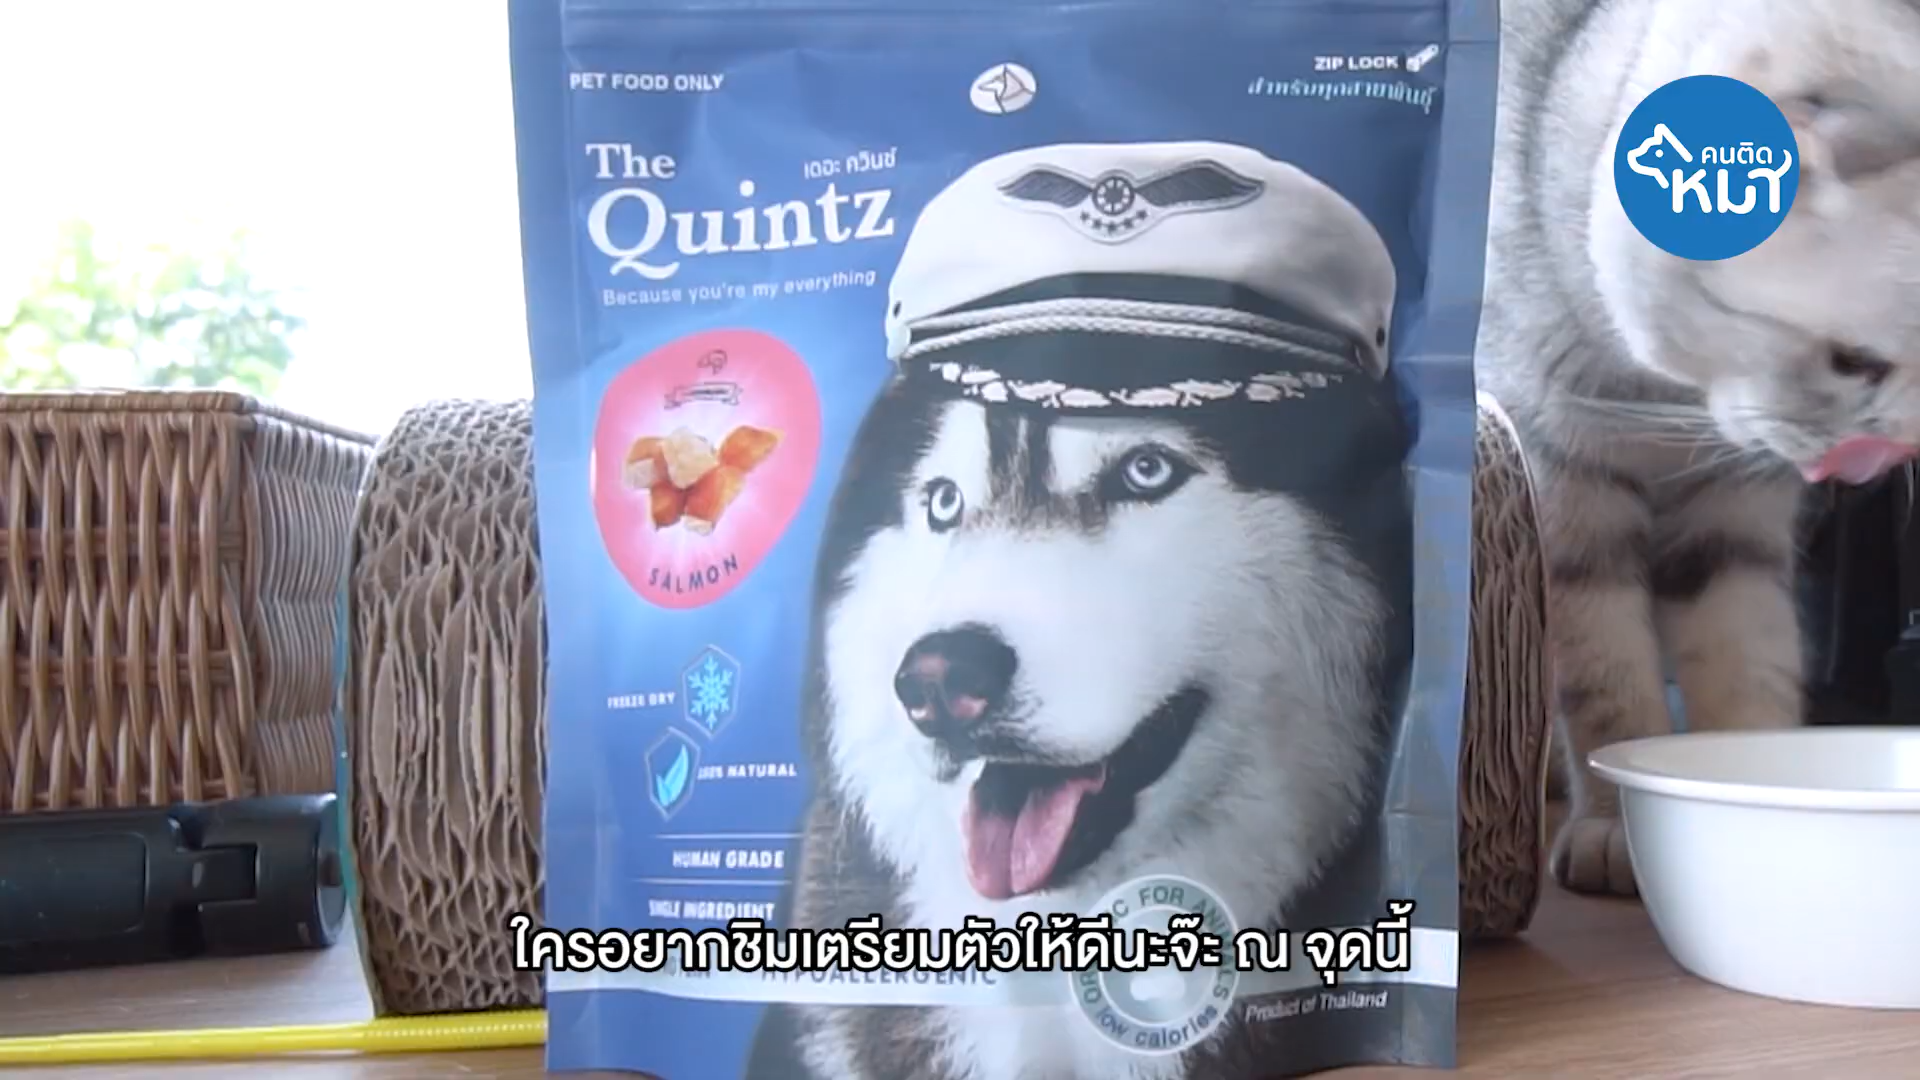 PET FOOD ONLY
ZIP LOCK
สำหรับทุกสายพันธุ์
The
เดอะ ควินซ์
Quintz
Because you're my everything
คนติด
หมา
SALMON
FREEZE DRY
100% NATURAL
HUMAN GRADE
SINGLE INGREDIENT
ใครอยากชิมเตรียมตัวให้ดีนะจ๊ะ ณ จุดนี้
HYPOALLERGENIC
FOR ANIMALS
low calories
Product of Thailand